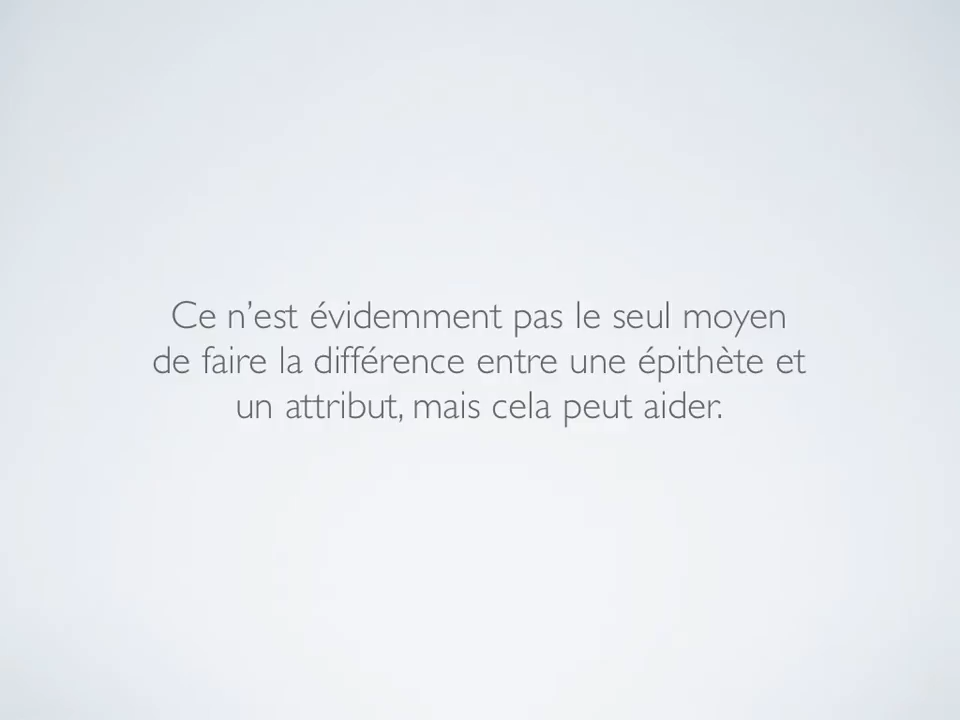 Ce n’est évidemment pas le seul moyen
de faire la différence entre une épithète et
un attribut, mais cela peut aider.